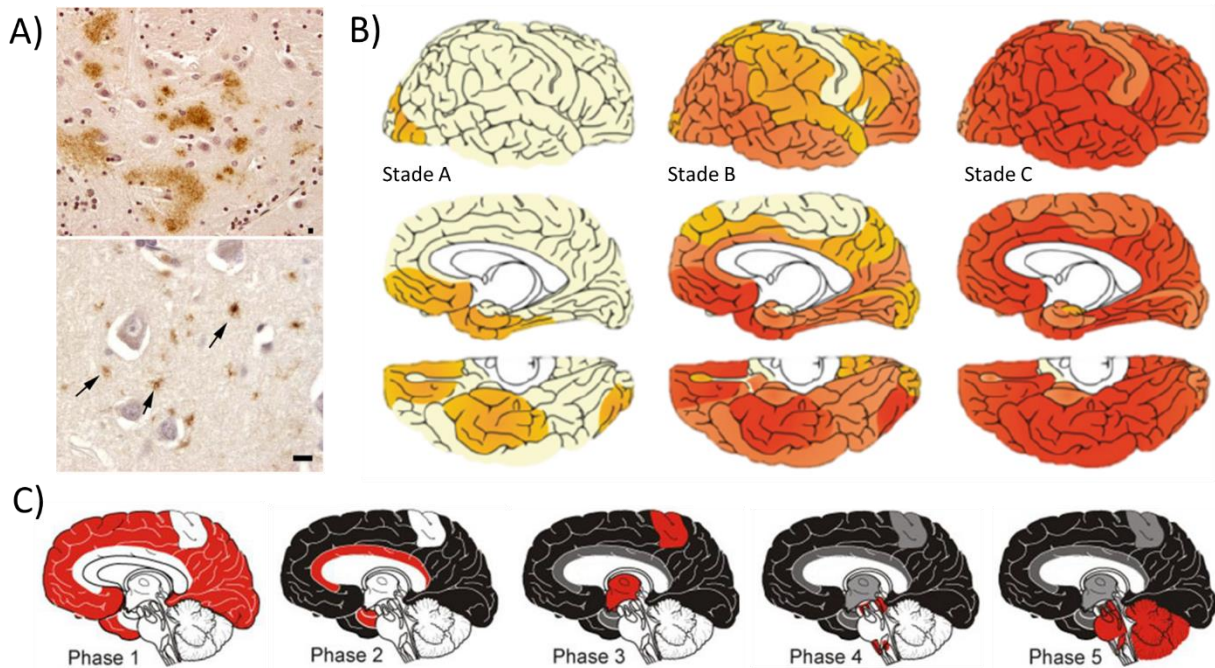 A)
B)
Stade A
Stade B
Stade C
C)
Phase 1
Phase 2
Phase 3
Phase 4
Phase 5